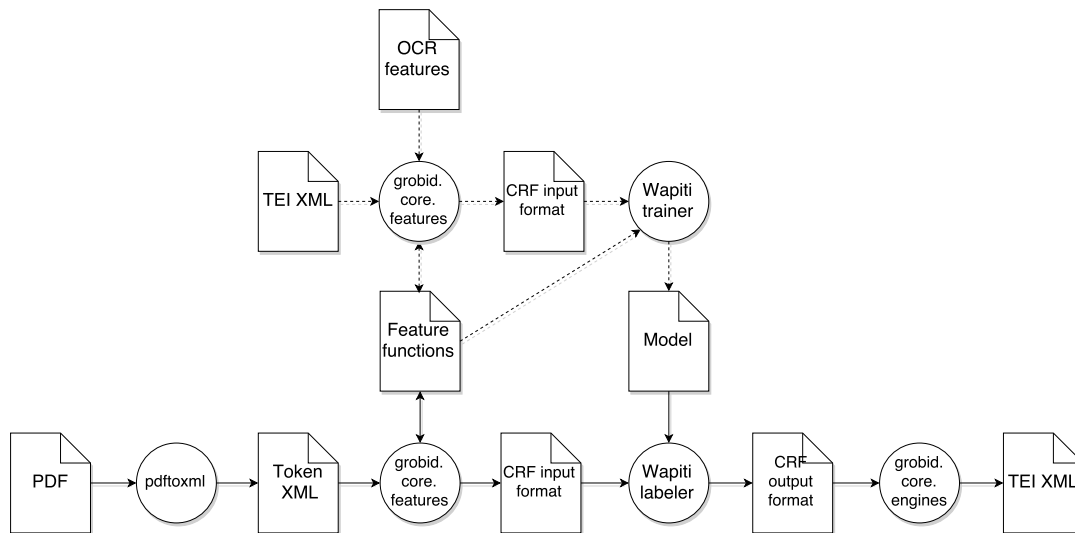 OCR
features
TEI XML
grobid.
core.
features
CRF input
format
Wapiti
trainer
Feature
functions
Model
PDF
pdftoxml
Token
XML
grobid.
core.
features
CRF input
format
Wapiti
labeler
CRF
output
format
grobid.
core.
engines
TEI XML